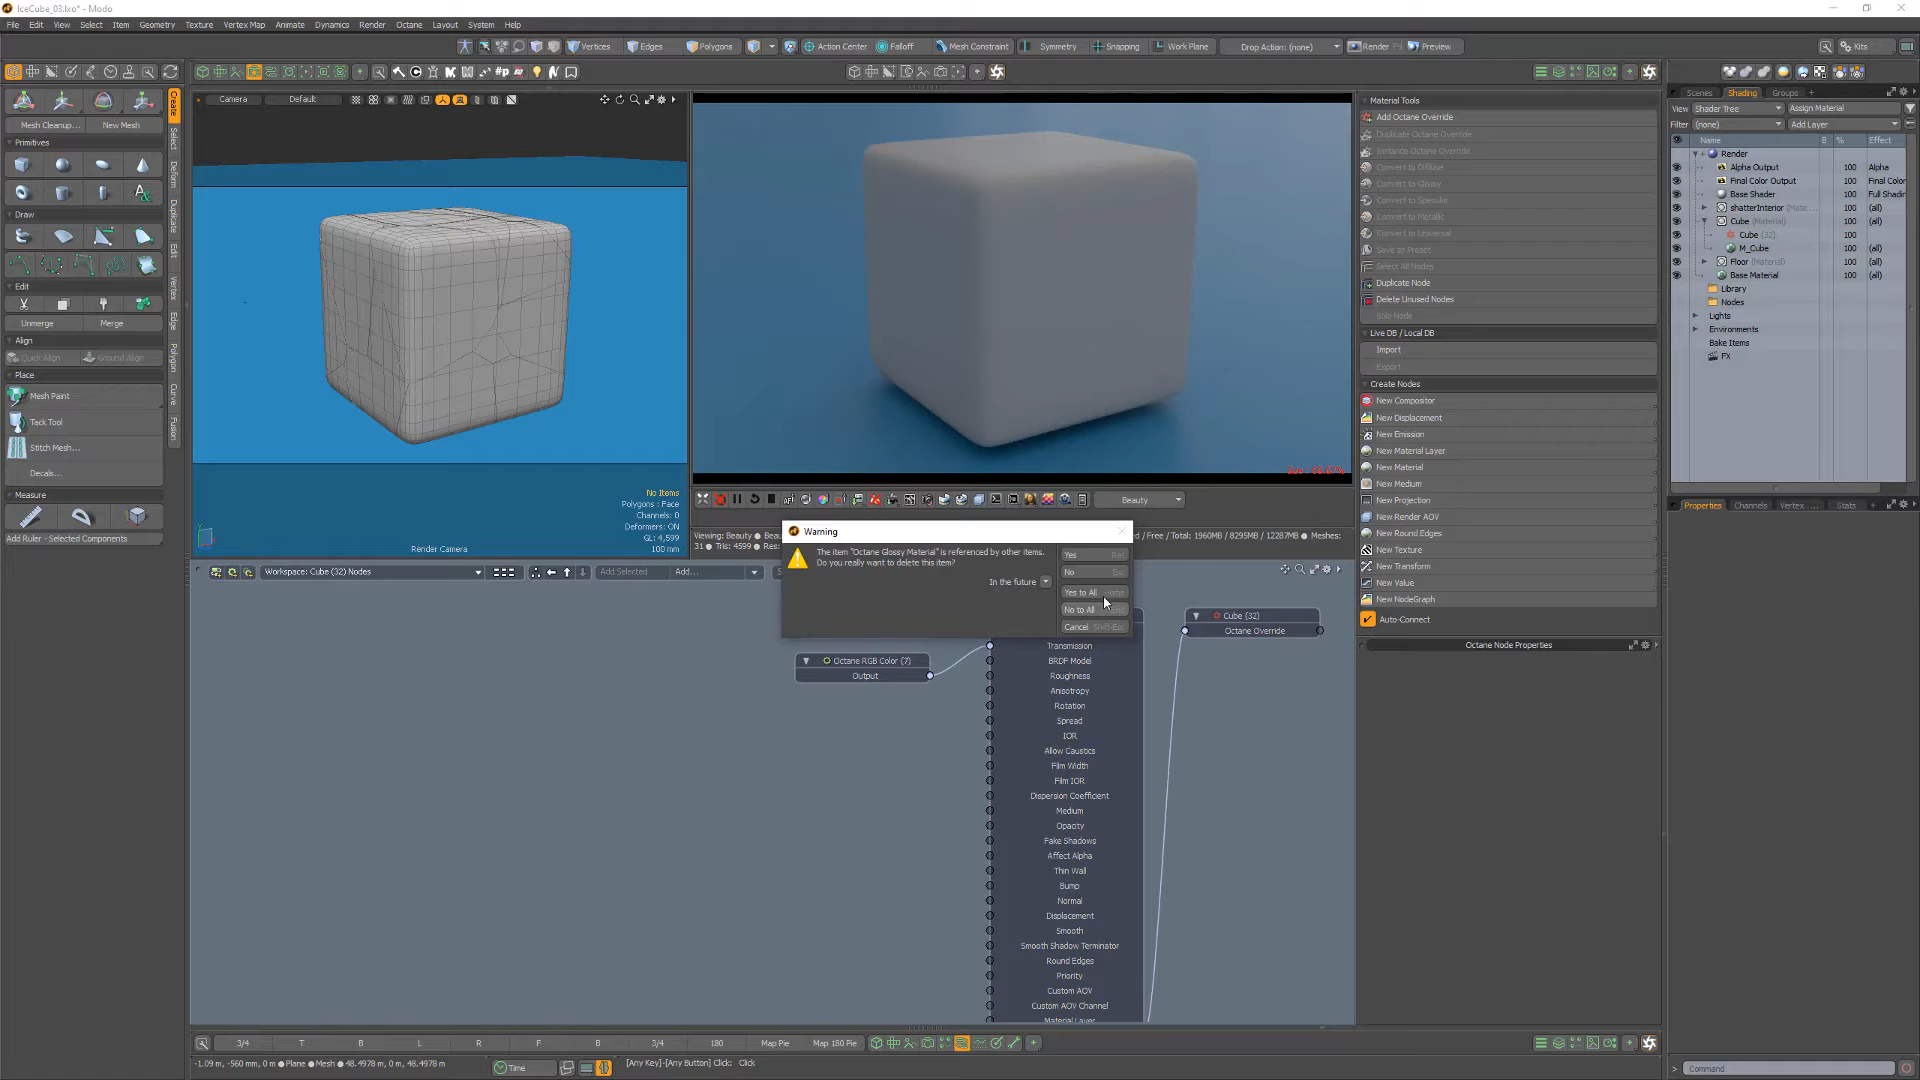 IceCube_03.lxo* - Modo
File Edit View Select Item Geometry Texture Vertex Map Animate Dynamics Render Octane Layout System Help
Vertices Edges Polygons Action Center Falloff Mesh Constraint Symmetry Snapping Work Plane Drop Action: (none) Render Preview Kits
Mesh Cleanup... New Mesh
Primitives
Draw
Edit
Unmerge Merge
Align
Quick Align Ground Align
Place
Mesh Paint
Tack Tool
Stitch Mesh...
Decals...
Measure
Add Ruler - Selected Components
Create
Select
Deform
Duplicate
Edit
Vertex
Edge
Polygon
Curve
Fusion
Camera Default
No Items
Polygons : Face
Channels: 0
Deformers: ON
GL: 4,599
100 mm
Render Camera
Beauty
Viewing: Beauty
31 Tris: 4599 Res:
/ Free / Total: 1960MB / 8295MB / 12287MB Meshes:
Workspace: Cube (32) Nodes Add Selected Add...
Warning
The item "Octane Glossy Material" is referenced by other items.
Do you really want to delete this item?
In the future
Yes Ret
No Esc
Yes to All
No to All End
Cancel Shift-Esc
Octane RGB Color (7)
Output
Cube (32)
Octane Override
Transmission
BRDF Model
Roughness
Anisotropy
Rotation
Spread
IOR
Allow Caustics
Film Width
Film IOR
Dispersion Coefficient
Medium
Opacity
Fake Shadows
Affect Alpha
Thin Wall
Bump
Normal
Displacement
Smooth
Smooth Shadow Terminator
Round Edges
Priority
Custom AOV
Custom AOV Channel
Material Layer
Material Tools
Add Octane Override
Duplicate Octane Override
Instance Octane Override
Convert to Diffuse
Convert to Glossy
Convert to Specular
Convert to Metallic
Convert to Universal
Save as Preset
Select All Nodes
Duplicate Node
Delete Unused Nodes
Solo Node
Live DB / Local DB
Import
Export
Create Nodes
New Compositor
New Displacement
New Emission
New Material Layer
New Material
New Medium
New Projection
New Render AOV
New Round Edges
New Texture
New Transform
New Value
New NodeGraph
Auto-Connect
Octane Node Properties
Scenes Shading Groups +
View Shader Tree Assign Material
Filter (none) Add Layer
Name B % Effect
Render
Alpha Output 100 Alpha
Final Color Output 100 Final Color
Base Shader 100 Full Shadin
shatterInterior (Mate ... 100 (all)
Cube (Material) 100 (all)
Cube (32) 100
M_Cube 100 (all)
Floor (Material) 100 (all)
Base Material 100 (all)
Library
Nodes
Lights
Environments
Bake Items
FX
Properties Channels Vertex ... Stats +
3/4 T B L R F B 3/4 180 Map Pie Map 180 Pie
-1.09 m, -560 mm, 0 m Plane Mesh 48.4978 m, 0 m, 48.4978 m
Time
[Any Key]-[Any Button] Click: Click
Command